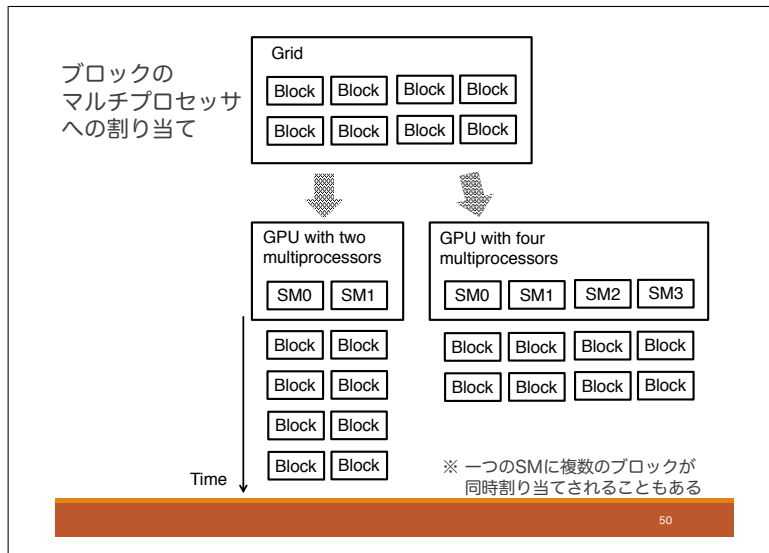 ブロックの
マルチプロセッサ
への割り当て
Grid
Block Block Block Block
Block Block Block Block
GPU with two
multiprocessors
SM0 SM1
GPU with four
multiprocessors
SM0 SM1 SM2 SM3
Block Block
Block Block
Block Block
Block Block
Block Block Block Block
Block Block Block Block
Time
※ 一つのSMに複数のブロックが
同時割り当てされることもある
50